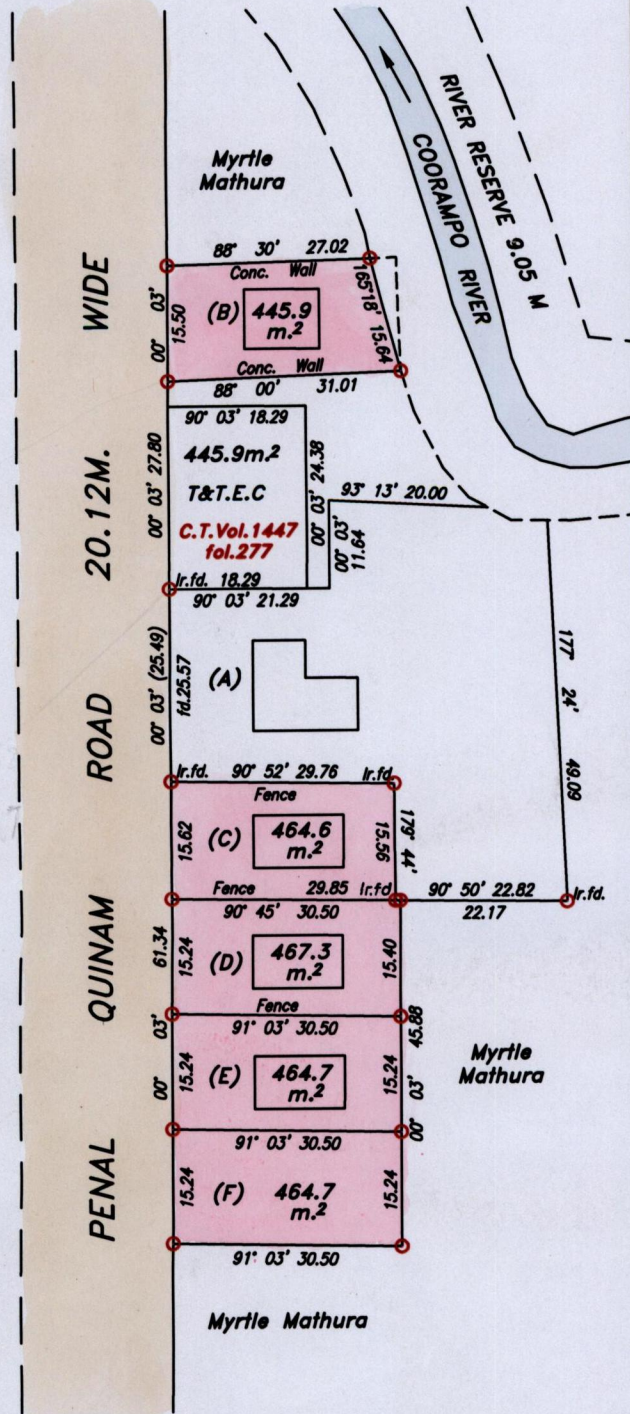 Myrtle
Mathura
RIVER RESERVE 9.05 M
COORAMPO RIVER
88° 30' 27.02
Conc. Wall
00° 03'
15.50
(B)
445.9
m.²
165°18' 15.64
Conc. Wall
88° 00' 31.01
90° 03' 18.29
00° 03' 27.80
445.9m.²
T&T.E.C
C.T.Vol.1447
fol.277
00° 03' 24.38
93° 13' 20.00
00° 03'
11.64
Ir.fd. 18.29
90° 03' 21.29
00° 03' (25.49)
fd.25.57
(A)
177° 24' 49.09
Ir.fd. 90° 52' 29.76 Ir.fd
Fence
15.62
(C)
464.6
m.²
15.56
179° 44'
Fence 29.85 Ir.fd
90° 45' 30.50
90° 50' 22.82
22.17
Ir.fd.
00° 03' 61.34
15.24
(D)
467.3
m.²
15.40
Fence
91° 03' 30.50
15.24
(E)
464.7
m.²
15.24
00° 03' 45.88
Myrtle
Mathura
91° 03' 30.50
15.24
(F)
464.7
m.²
15.24
91° 03' 30.50
Myrtle Mathura
PENAL QUINAM ROAD 20.12M. WIDE